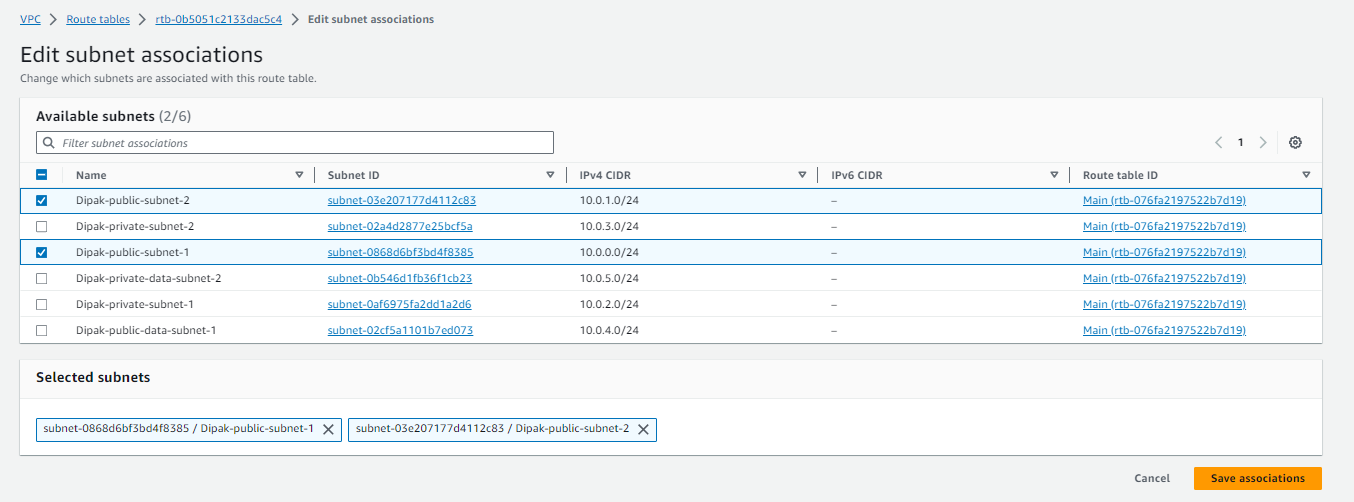 VPC > Route tables > rtb-0b5051c2133dac5c4 > Edit subnet associations
Edit subnet associations
Change which subnets are associated with this route table.
Available subnets (2/6)
Filter subnet associations
1
Name Subnet ID IPv4 CIDR IPv6 CIDR Route table ID
Dipak-public-subnet-2 subnet-03e207177d4112c83 10.0.1.0/24 – Main (rtb-076fa2197522b7d19)
Dipak-private-subnet-2 subnet-02a4d2877e25bcf5a 10.0.3.0/24 – Main (rtb-076fa2197522b7d19)
Dipak-public-subnet-1 subnet-0868d6bf3bd4f8385 10.0.0.0/24 – Main (rtb-076fa2197522b7d19)
Dipak-private-data-subnet-2 subnet-0b546d1fb36f1cb23 10.0.5.0/24 – Main (rtb-076fa2197522b7d19)
Dipak-private-subnet-1 subnet-0af6975fa2dd1a2d6 10.0.2.0/24 – Main (rtb-076fa2197522b7d19)
Dipak-public-data-subnet-1 subnet-02cf5a1101b7ed073 10.0.4.0/24 – Main (rtb-076fa2197522b7d19)
Selected subnets
subnet-0868d6bf3bd4f8385 / Dipak-public-subnet-1 subnet-03e207177d4112c83 / Dipak-public-subnet-2
Cancel Save associations